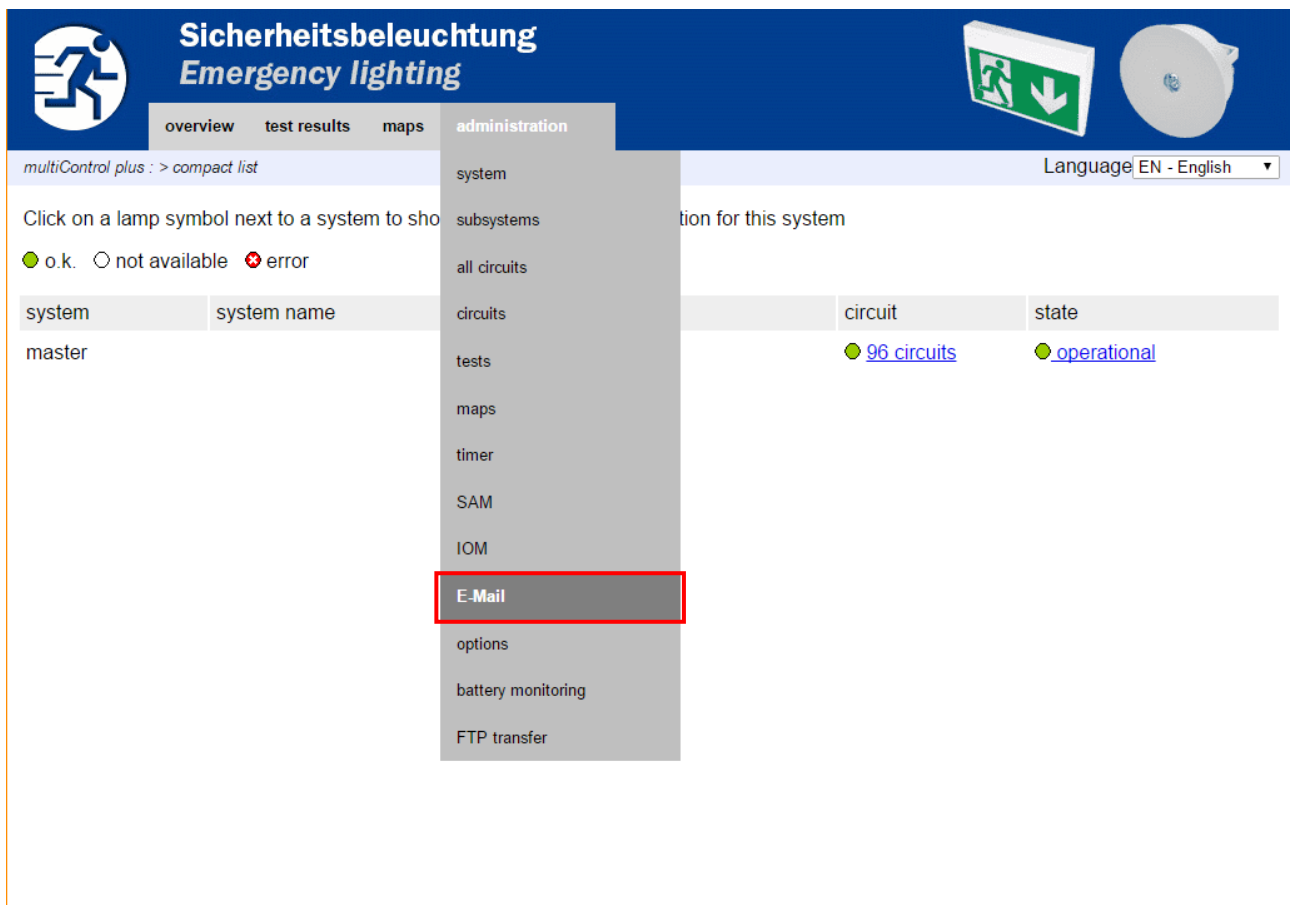 Sicherheitsbeleuchtung
Emergency lighting
overview test results maps administration
multiControl plus : > compact list
Language EN - English
Click on a lamp symbol next to a system to sho tion for this system
o.k. not available error
system system name circuit state
master 96 circuits operational
system
subsystems
all circuits
circuits
tests
maps
timer
SAM
IOM
E-Mail
options
battery monitoring
FTP transfer